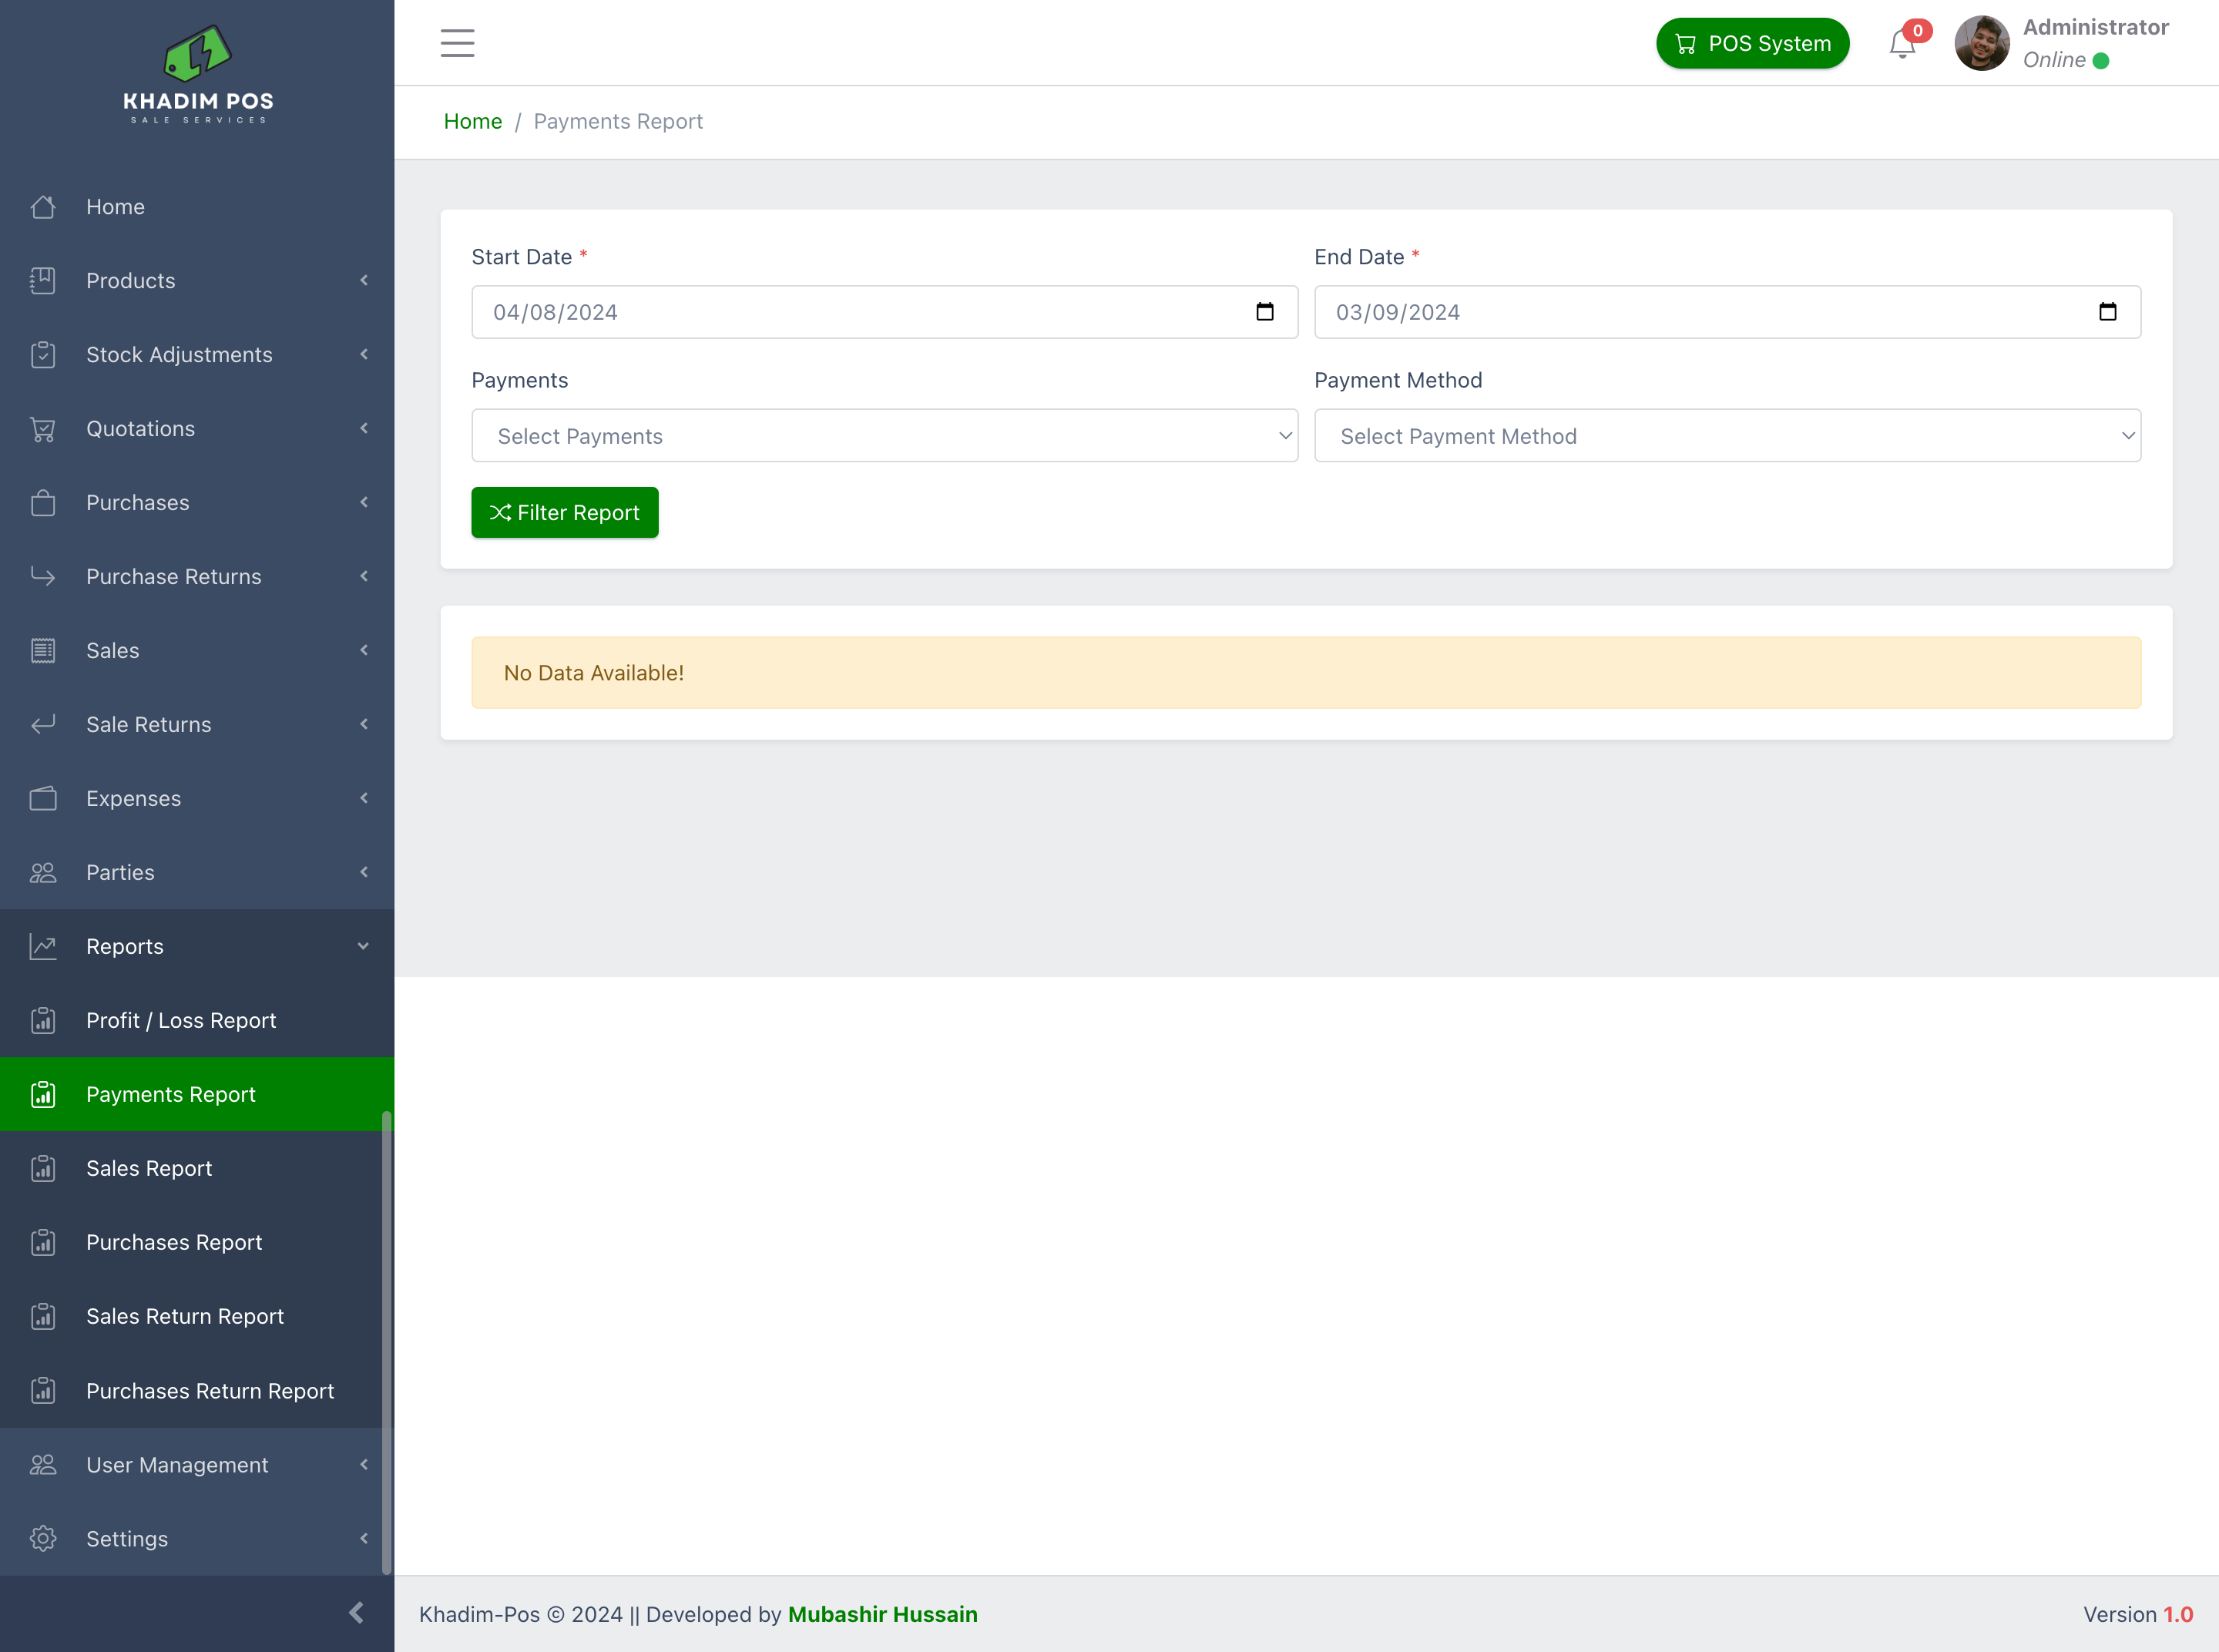 KHADIM POS
SALE SERVICES
POS System
0
Administrator
Online
Home / Payments Report
Home
Products
Stock Adjustments
Quotations
Purchases
Purchase Returns
Sales
Sale Returns
Expenses
Parties
Reports
Profit / Loss Report
Payments Report
Sales Report
Purchases Report
Sales Return Report
Purchases Return Report
User Management
Settings
Start Date *
End Date *
04/08/2024
03/09/2024
Payments
Payment Method
Select Payments
Select Payment Method
Filter Report
No Data Available!
Khadim-Pos © 2024 || Developed by Mubashir Hussain
Version 1.0